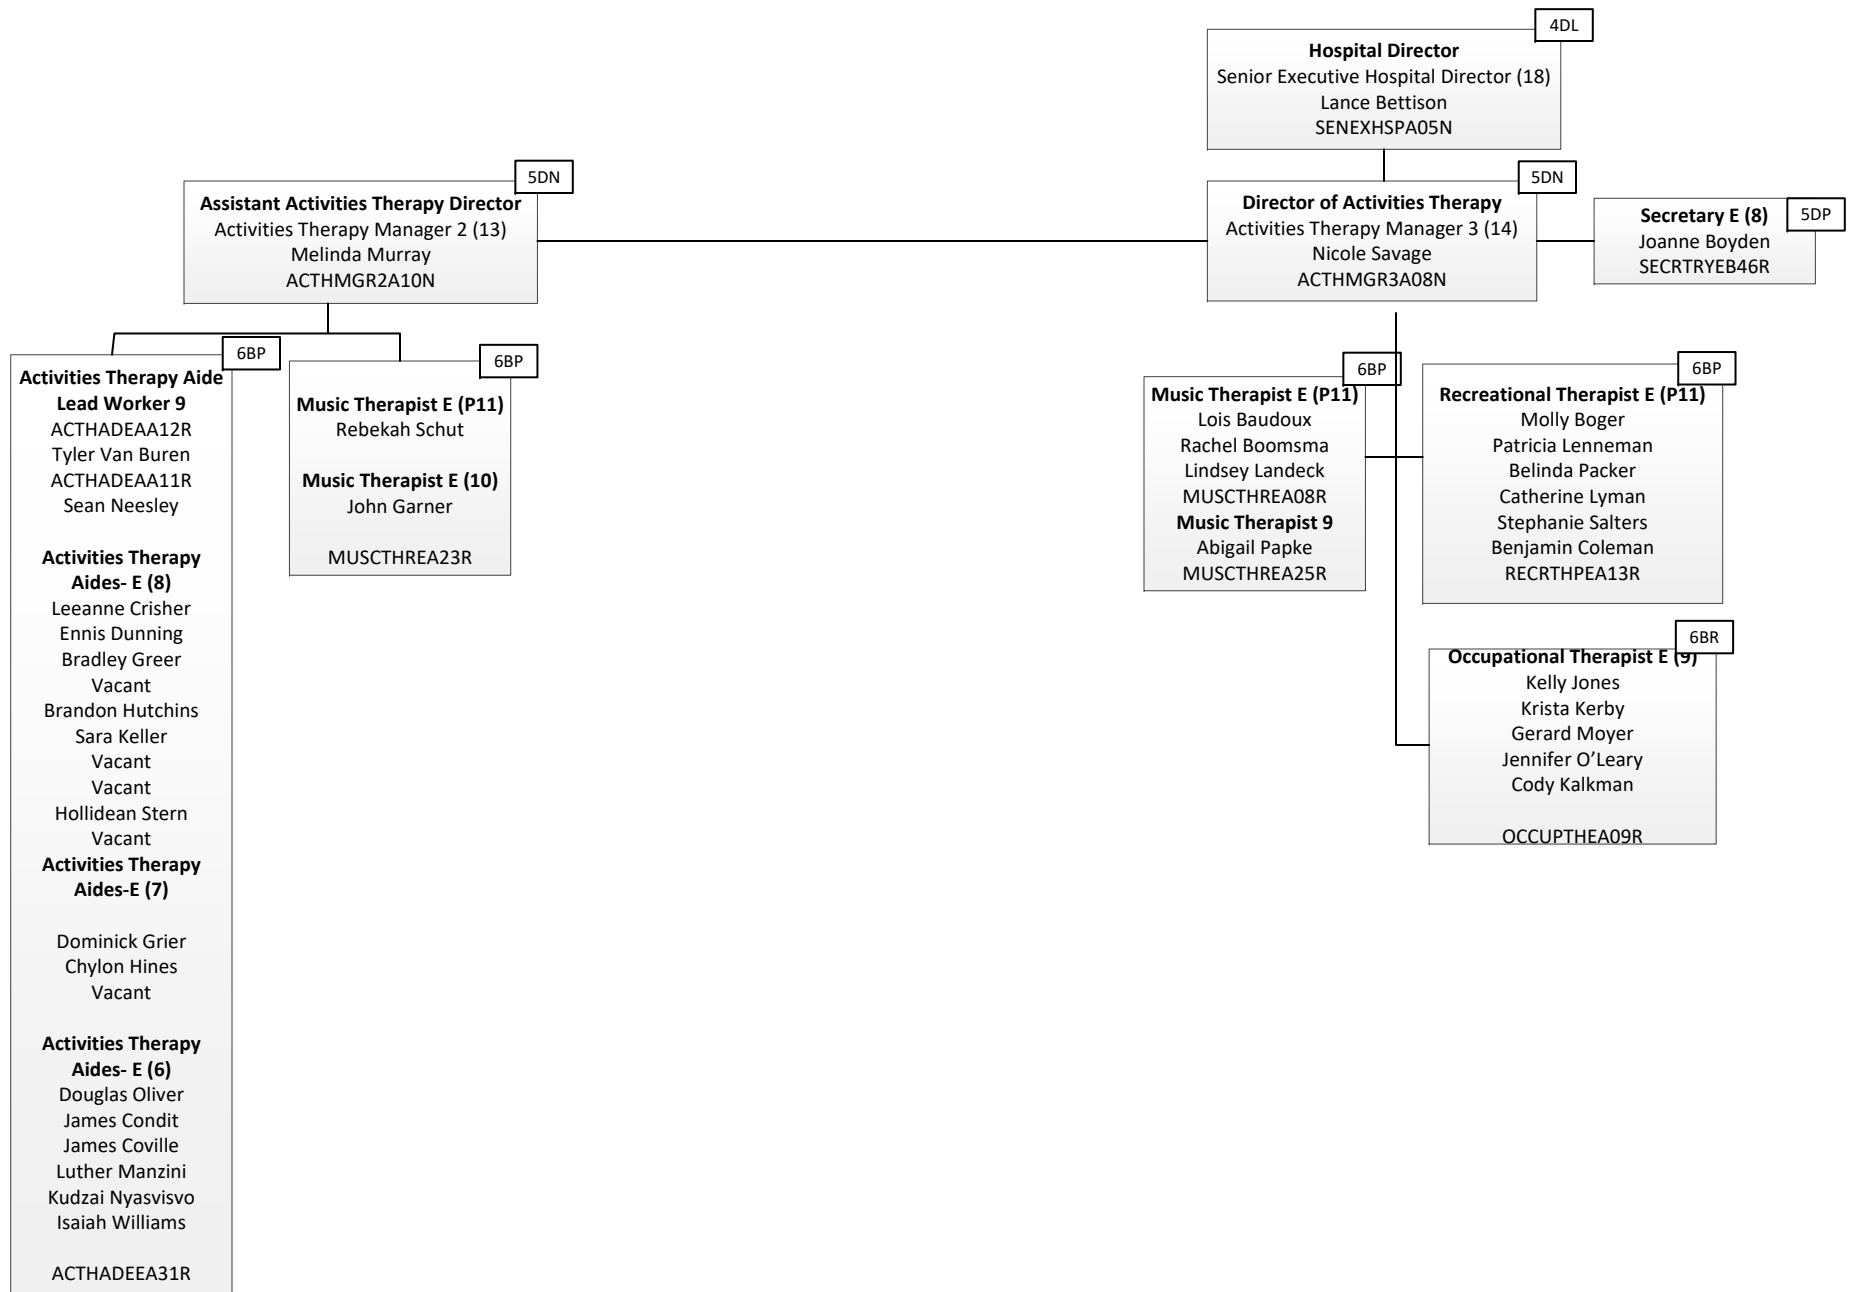 4DL
Hospital Director
Senior Executive Hospital Director (18)
Lance Bettison
SENEXHSPA05N
5DN
Assistant Activities Therapy Director
Activities Therapy Manager 2 (13)
Melinda Murray
ACTHMGR2A10N
5DN
Director of Activities Therapy
Activities Therapy Manager 3 (14)
Nicole Savage
ACTHMGR3A08N
5DP
Secretary E (8)
Joanne Boyden
SECRTRYEB46R
6BP
Activities Therapy Aide
Lead Worker 9
ACTHADEAA12R
Tyler Van Buren
ACTHADEAA11R
Sean Neesley
Activities Therapy
Aides- E (8)
Leeanne Crisher
Ennis Dunning
Bradley Greer
Vacant
Brandon Hutchins
Sara Keller
Vacant
Vacant
Hollidean Stern
Vacant
Activities Therapy
Aides-E (7)
Dominick Grier
Chylon Hines
Vacant
Activities Therapy
Aides- E (6)
Douglas Oliver
James Condit
James Coville
Luther Manzini
Kudzai Nyasvisvo
Isaiah Williams
ACTHADEEA31R
6BP
Music Therapist E (P11)
Rebekah Schut
Music Therapist E (10)
John Garner
MUSCTHREA23R
6BP
Music Therapist E (P11)
Lois Baudoux
Rachel Boomsma
Lindsey Landeck
MUSCTHREA08R
Music Therapist 9
Abigail Papke
MUSCTHREA25R
6BP
Recreational Therapist E (P11)
Molly Boger
Patricia Lenneman
Belinda Packer
Catherine Lyman
Stephanie Salters
Benjamin Coleman
RECRTHPEA13R
6BR
Occupational Therapist E (9)
Kelly Jones
Krista Kerby
Gerard Moyer
Jennifer O’Leary
Cody Kalkman
OCCUPTHEA09R